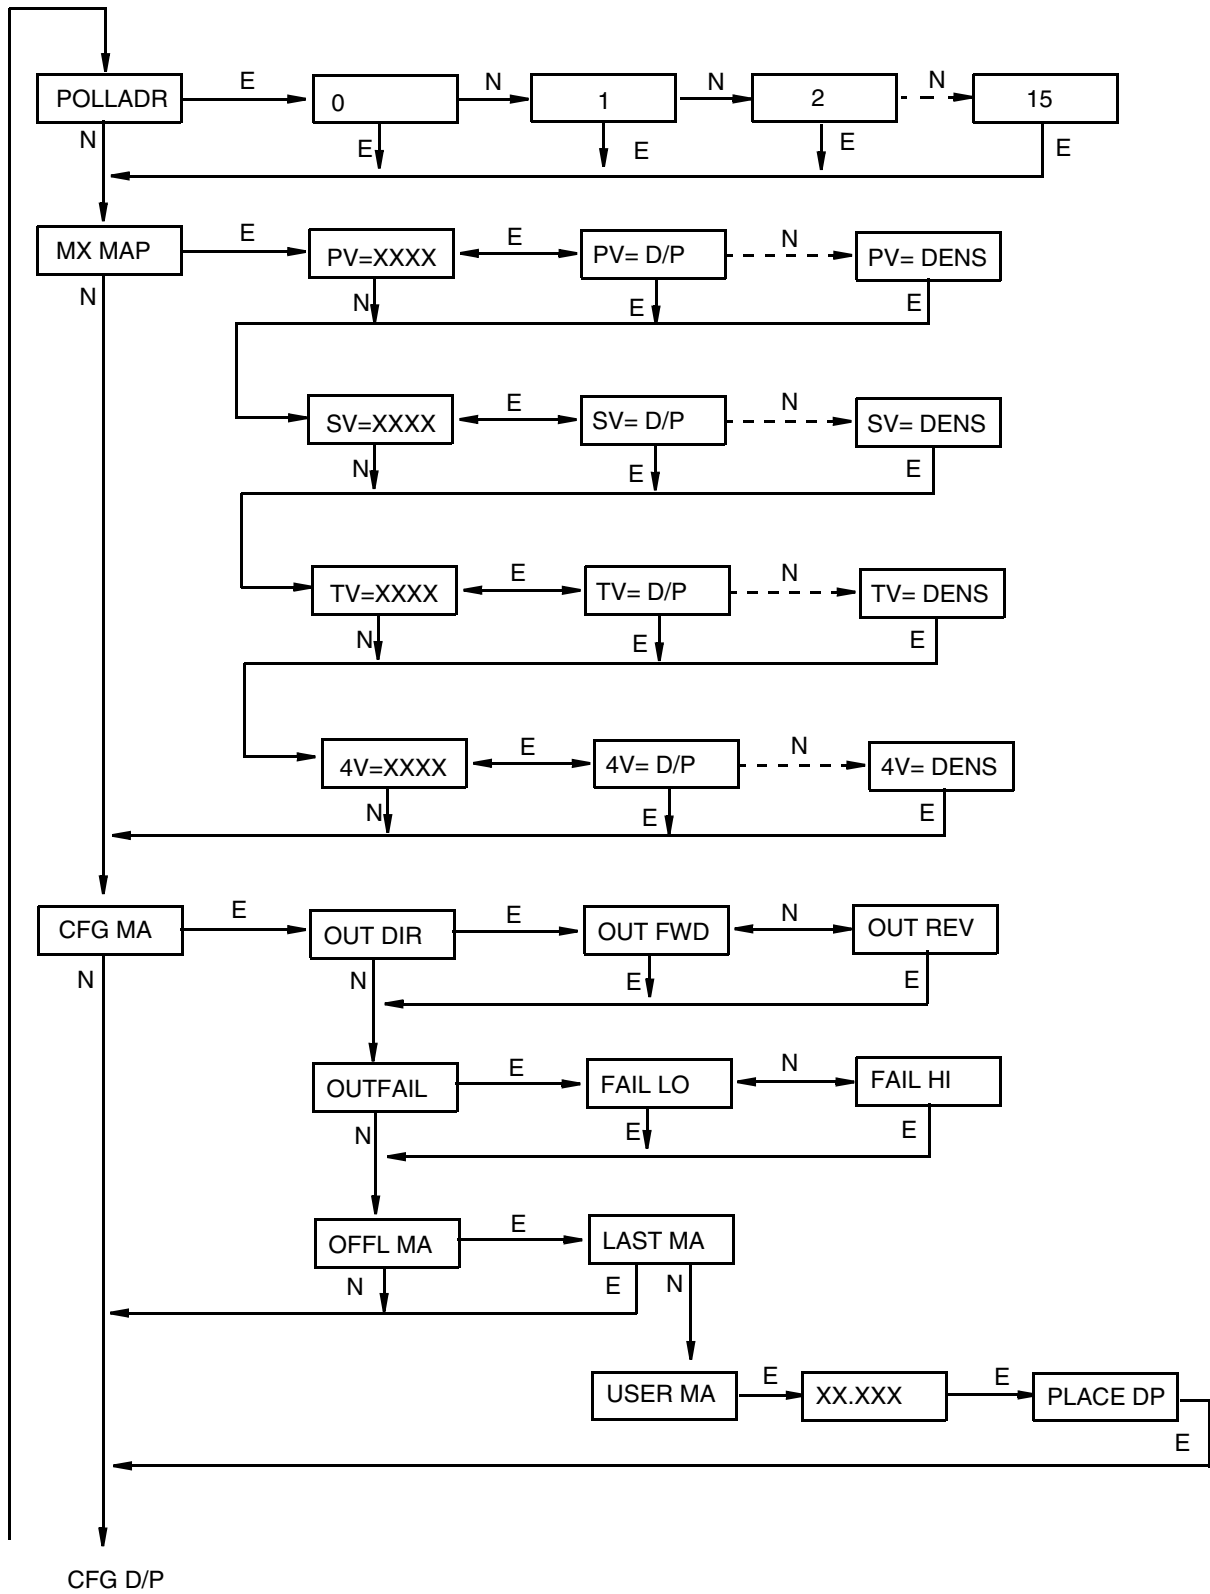 E N N N
POLLADR 0 1 2 15
N E E E E
E E N
MX MAP PV=XXXX PV= D/P PV= DENS
N N E E
E N
SV=XXXX SV= D/P SV= DENS
N E E
E N
TV=XXXX TV= D/P TV= DENS
N E E
E N
4V=XXXX 4V= D/P 4V= DENS
N E E
E E N
CFG MA OUT DIR OUT FWD OUT REV
N N E E
E N
OUTFAIL FAIL LO FAIL HI
N E E
E
OFFL MA LAST MA
N E N
E E
USER MA XX.XXX PLACE DP
E
CFG D/P